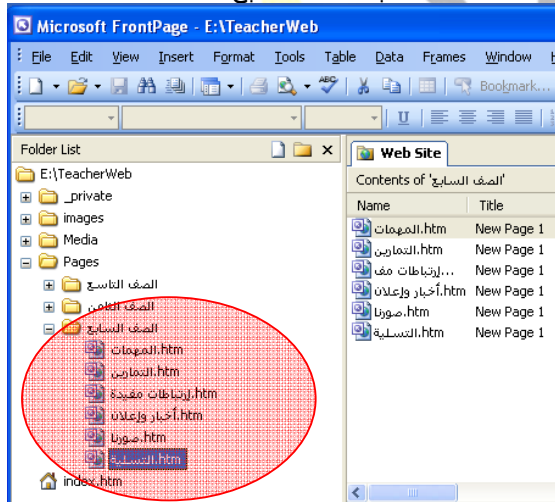 Microsoft FrontPage - E:\TeacherWeb
File Edit View Insert Format Tools Table Data Frames Window
Bookmark...
Folder List
E:\TeacherWeb
_private
images
Media
Pages
الصف التاسع
الصف الثامن
الصف السابع
المهمات.htm
التمارين.htm
إرتباطات مفيدة.htm
أخبار وإعلان.htm
صورنا.htm
التسلية.htm
index.htm
Web Site
Contents of 'الصف السابع'
Name Title
المهمات.htm New Page 1
التمارين.htm New Page 1
إرتباطات مف... New Page 1
أخبار وإعلان.htm New Page 1
صورنا.htm New Page 1
التسلية.htm New Page 1